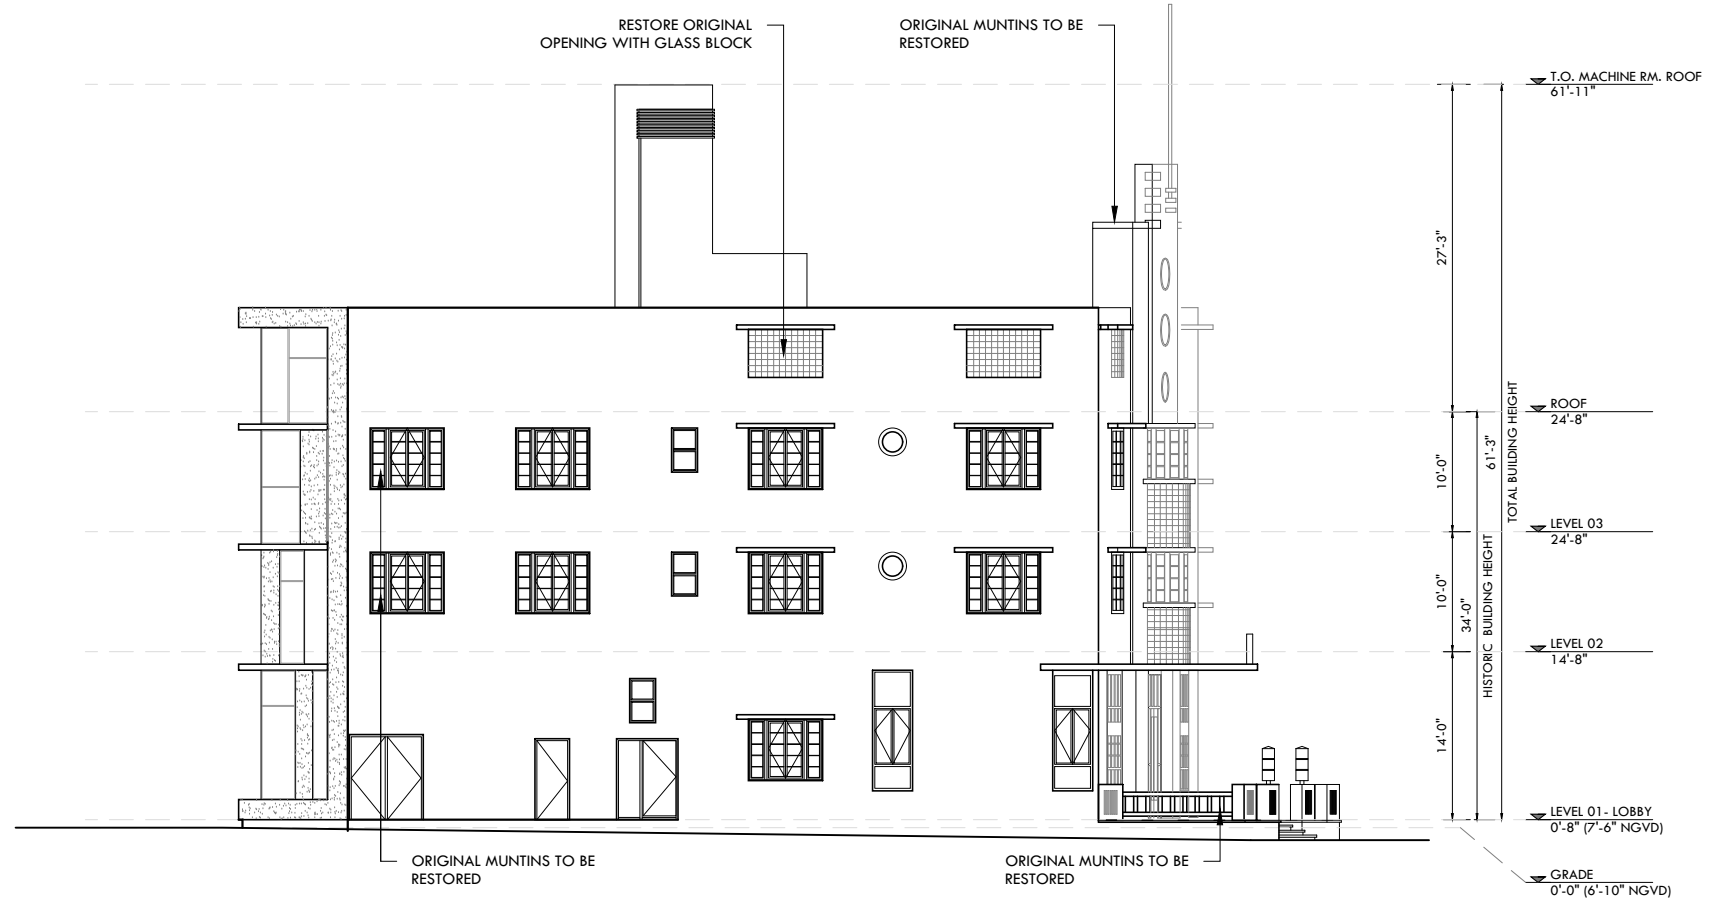 RESTORE ORIGINAL
OPENING WITH GLASS BLOCK
ORIGINAL MUNTINS TO BE
RESTORED
T.O. MACHINE RM. ROOF
61'-11"
27'-3"
ROOF
24'-8"
10'-0"
61'-3"
TOTAL BUILDING HEIGHT
LEVEL 03
24'-8"
10'-0"
34'-0"
HISTORIC BUILDING HEIGHT
LEVEL 02
14'-8"
14'-0"
LEVEL 01- LOBBY
0'-8" (7'-6" NGVD)
ORIGINAL MUNTINS TO BE
RESTORED
ORIGINAL MUNTINS TO BE
RESTORED
GRADE
0'-0" (6'-10" NGVD)